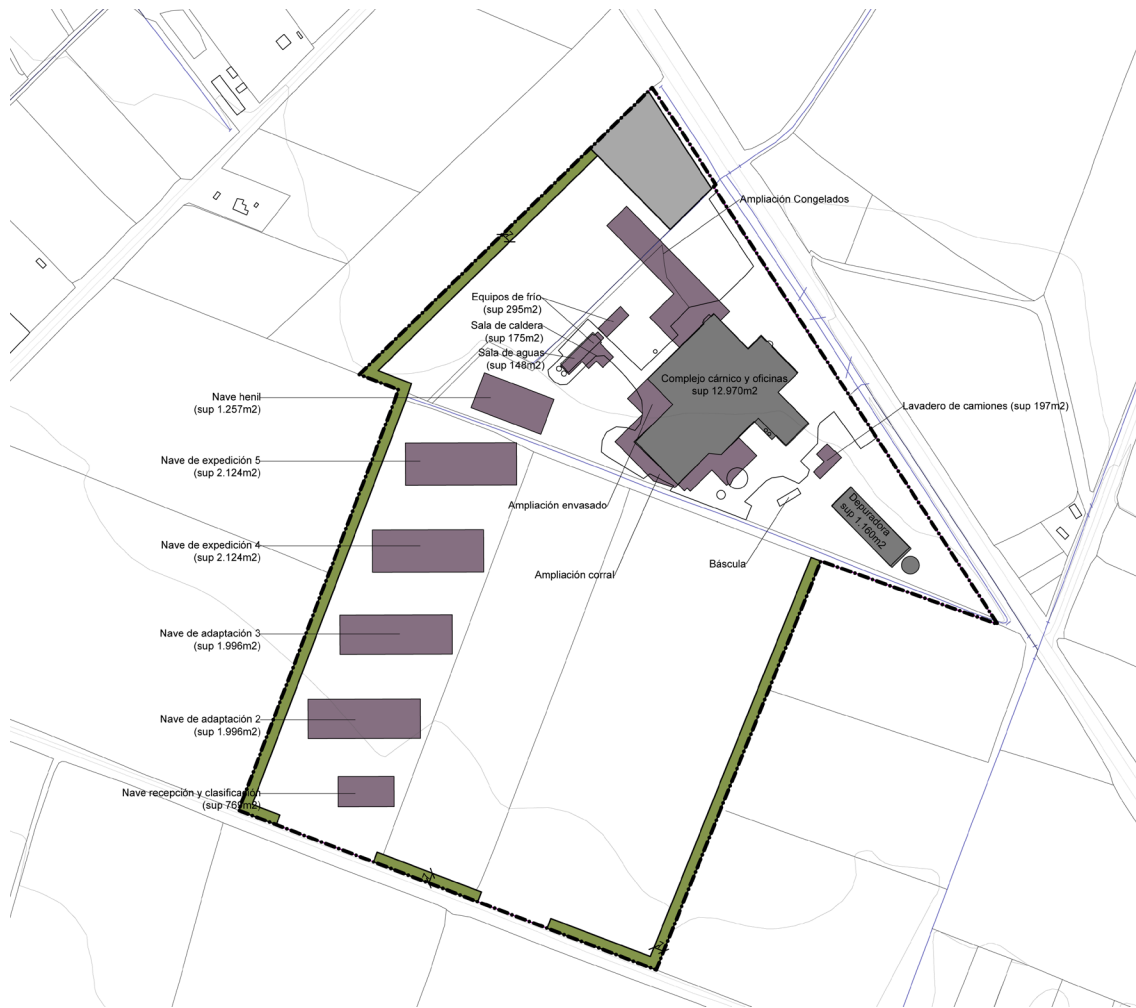 Ampliación Congelados
Equipos de frío
(sup 295m2)
Sala de caldera
(sup 175m2)
Sala de aguas
(sup 148m2)
Complejo cárnico y oficinas
sup 12.970m2
Nave henil
(sup 1.257m2)
Lavadero de camiones (sup 197m2)
Nave de expedición 5
(sup 2.124m2)
Ampliación envasado
Depuradora
sup 1.160m2
Nave de expedición 4
(sup 2.124m2)
Ampliación corral
Báscula
Nave de adaptación 3
(sup 1.996m2)
Nave de adaptación 2
(sup 1.996m2)
Nave recepción y clasificación
(sup 769m2)